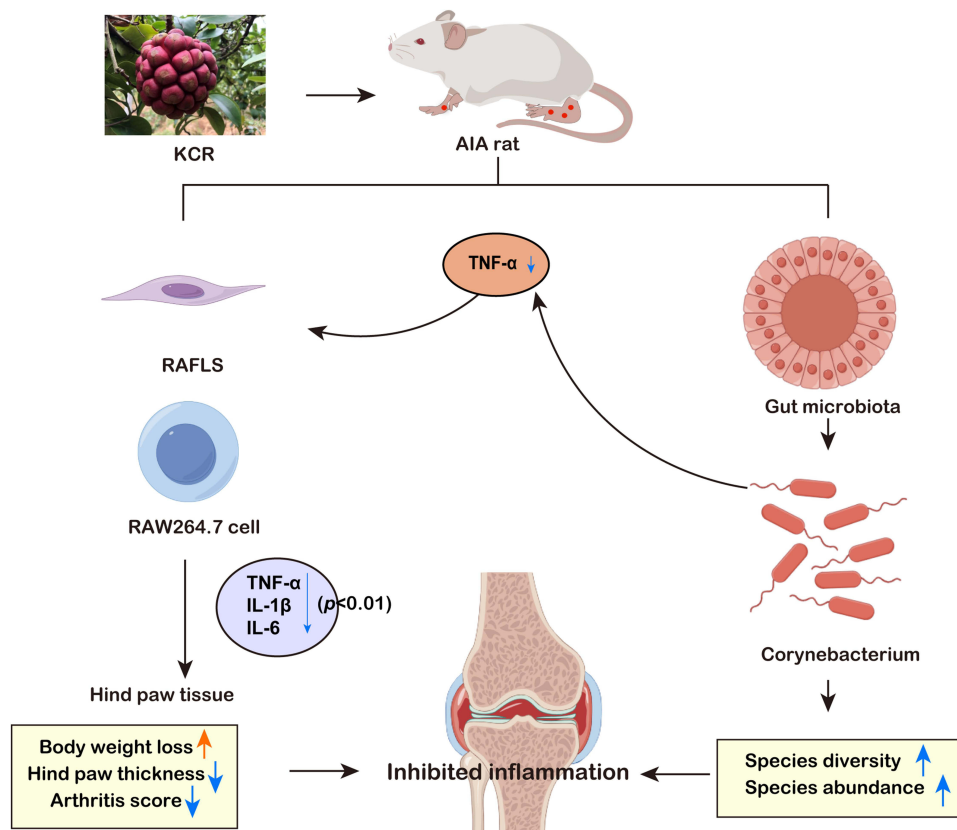 KCR
AIA rat
TNF-α
RAFLS
Gut microbiota
RAW264.7 cell
TNF-α
IL-1β
IL-6
(p<0.01)
Corynebacterium
Hind paw tissue
Body weight loss
Hind paw thickness
Arthritis score
Inhibited inflammation
Species diversity
Species abundance